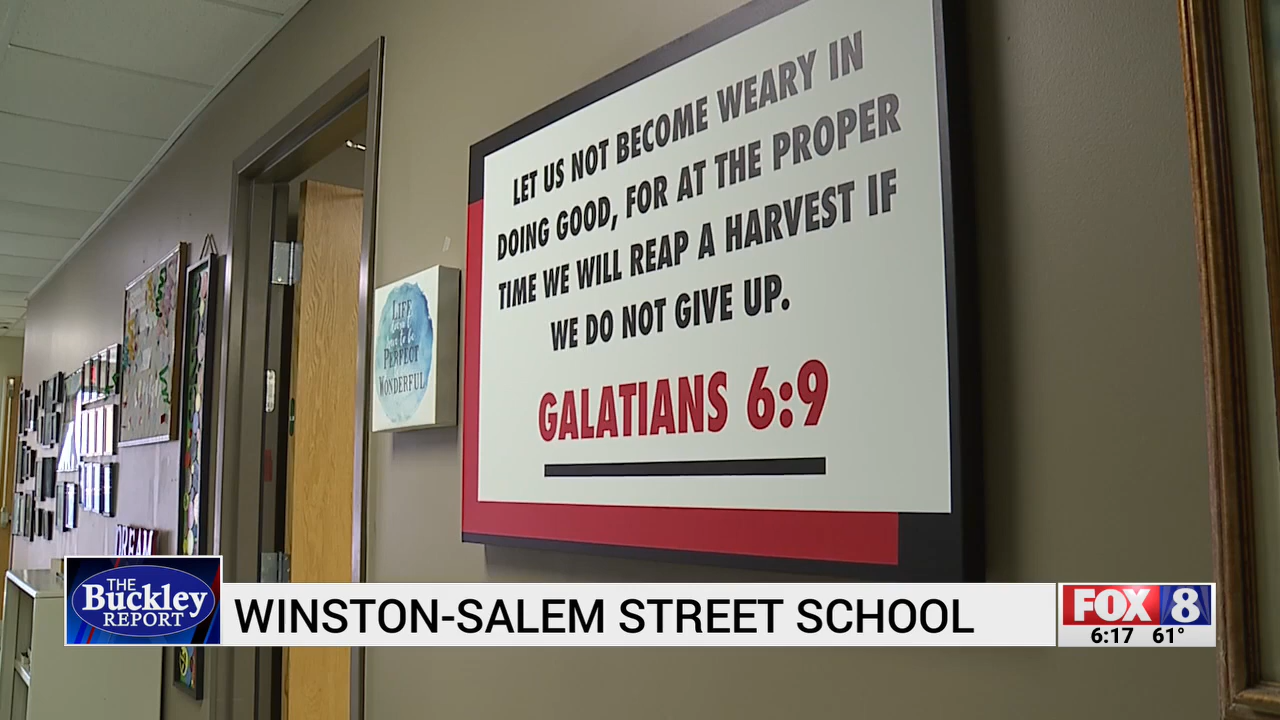 LET US NOT BECOME WEARY IN
DOING GOOD, FOR AT THE PROPER
TIME WE WILL REAP A HARVEST IF
WE DO NOT GIVE UP.
GALATIANS 6:9
LIFE
PERFECT
WONDERFUL
DREAM
THE
Buckley
REPORT
WINSTON-SALEM STREET SCHOOL
FOX 8
6:17 61°